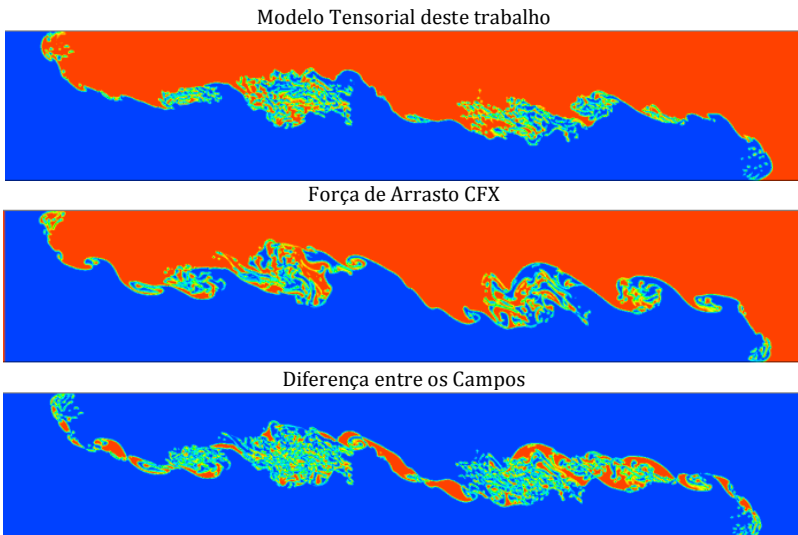 Modelo Tensorial deste trabalho
Força de Arrasto CFX
Diferença entre os Campos